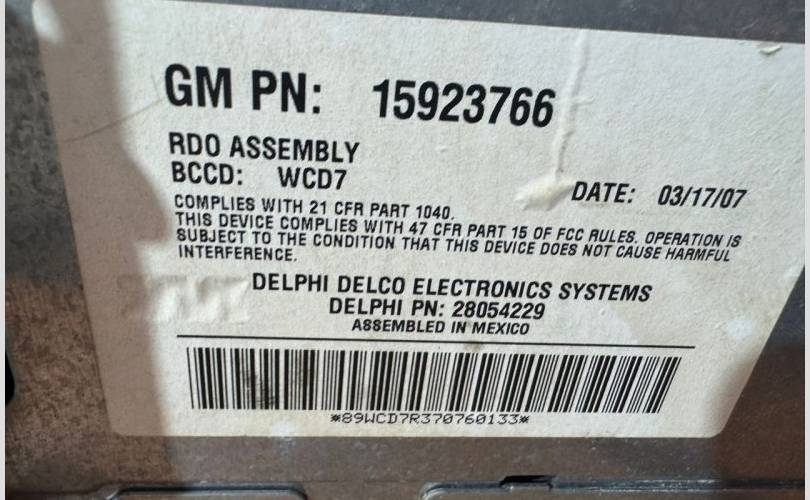 GM PN: 15923766
RDO ASSEMBLY
BCCD: WCD7
DATE: 03/17/07
COMPLIES WITH 21 CFR PART 1040.
THIS DEVICE COMPLIES WITH 47 CFR PART 15 OF FCC RULES. OPERATION IS
SUBJECT TO THE CONDITION THAT THIS DEVICE DOES NOT CAUSE HARMFUL
INTERFERENCE.
DELPHI DELCO ELECTRONICS SYSTEMS
DELPHI PN: 28054229
ASSEMBLED IN MEXICO
*89WCD7R370760133*